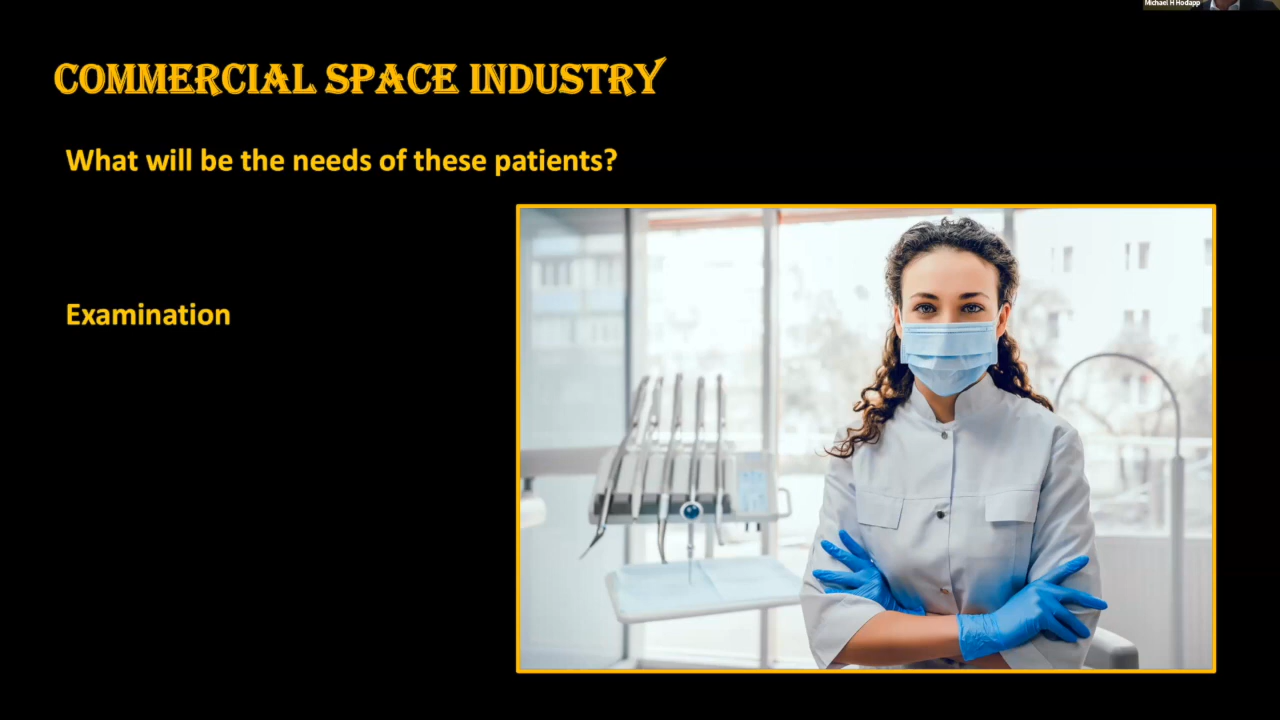 Michael H Hodapp
COMMERCIAL SPACE INDUSTRY
What will be the needs of these patients?
Examination